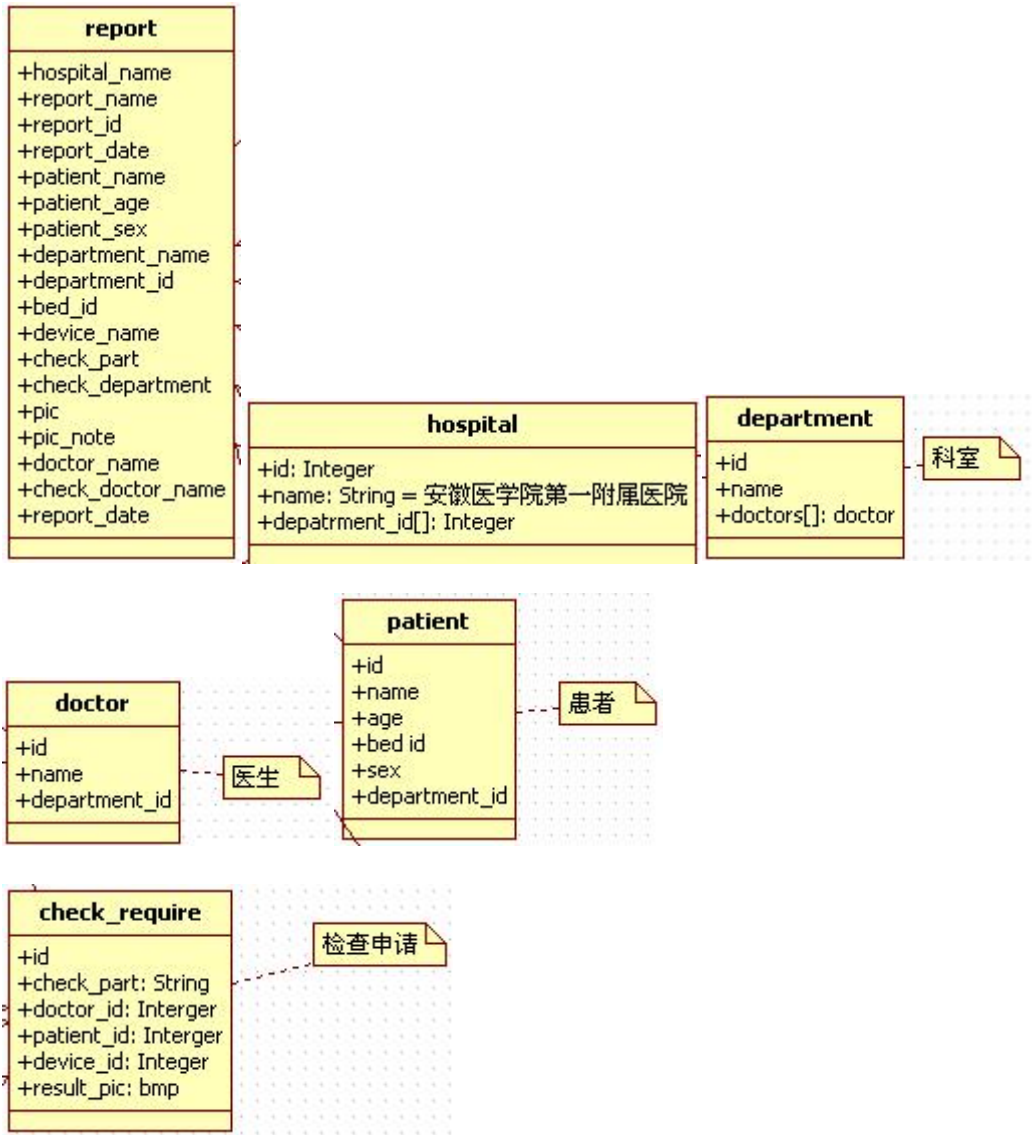 report
+hospital_name
+report_name
+report_id
+report_date
+patient_name
+patient_age
+patient_sex
+department_name
+department_id
+bed_id
+device_name
+check_part
+check_department
+pic
+pic_note
+doctor_name
+check_doctor_name
+report_date
hospital
+id: Integer
+name: String = 安徽医学院第一附属医院
+depatrment_id[]: Integer
department
+id
+name
+doctors[]: doctor
科室
doctor
+id
+name
+department_id
医生
patient
+id
+name
+age
+bed id
+sex
+department_id
患者
check_require
+id
+check_part: String
+doctor_id: Interger
+patient_id: Interger
+device_id: Integer
+result_pic: bmp
检查申请